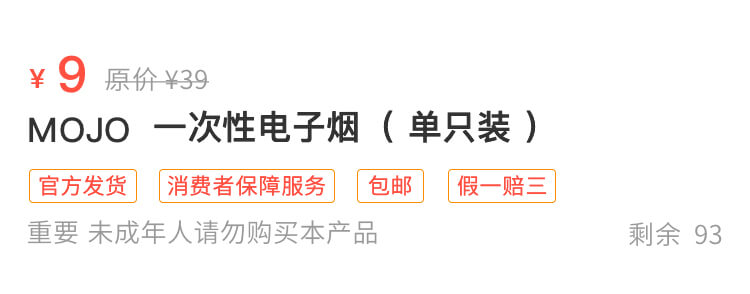 ¥ 9 原价 ¥39
MOJO 一次性电子烟（单只装）
官方发货 消费者保障服务 包邮 假一赔三
重要 未成年人请勿购买本产品 剩余 93